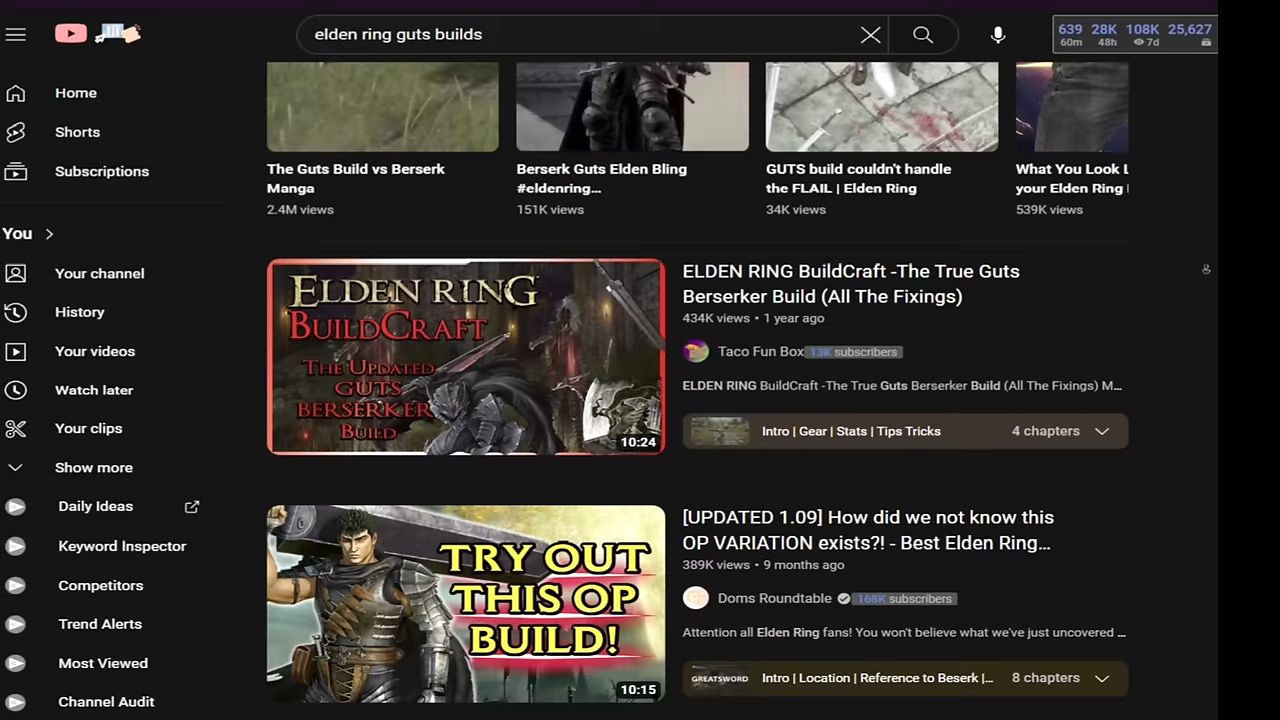 elden ring guts builds
639 28K 108K 25,627
60m 48h 7d
Home
Shorts
Subscriptions
You
Your channel
History
Your videos
Watch later
Your clips
Show more
Daily Ideas
Keyword Inspector
Competitors
Trend Alerts
Most Viewed
Channel Audit
The Guts Build vs Berserk
Manga
2.4M views
Berserk Guts Elden Bling
#eldenring...
151K views
GUTS build couldn't handle
the FLAIL | Elden Ring
34K views
What You Look L
your Elden Ring
539K views
ELDEN RING
BUILDCRAFT
THE UPDATED
GUTS
BERSERKER
BUILD
10:24
ELDEN RING BuildCraft -The True Guts
Berserker Build (All The Fixings)
434K views • 1 year ago
Taco Fun Box 13K subscribers
ELDEN RING BuildCraft -The True Guts Berserker Build (All The Fixings) M...
Intro | Gear | Stats | Tips Tricks 4 chapters
TRY OUT
THIS OP
BUILD!
10:15
[UPDATED 1.09] How did we not know this
OP VARIATION exists?! - Best Elden Ring...
389K views • 9 months ago
Doms Roundtable 168K subscribers
Attention all Elden Ring fans! You won't believe what we've just uncovered ...
GREATSWORD Intro | Location | Reference to Beserk |... 8 chapters